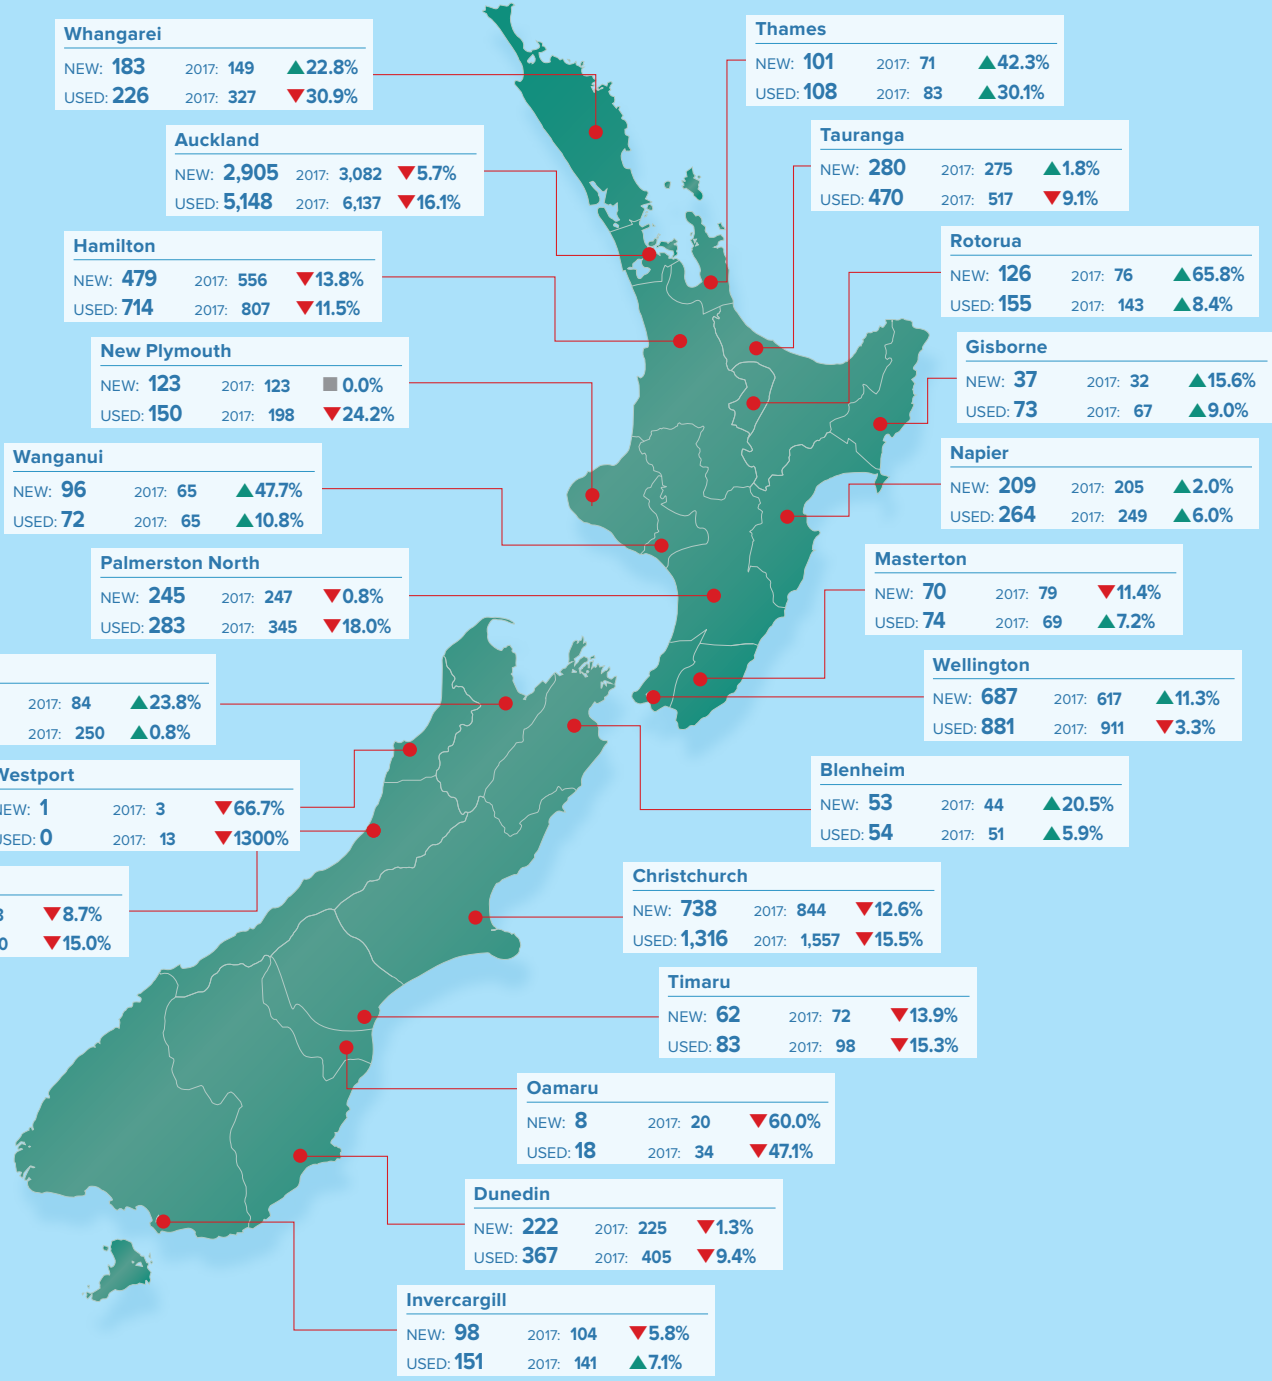 Whangarei
NEW: 183 2017: 149 ▲22.8%
USED: 226 2017: 327 ▼30.9%
Thames
NEW: 101 2017: 71 ▲42.3%
USED: 108 2017: 83 ▲30.1%
Auckland
NEW: 2,905 2017: 3,082 ▼5.7%
USED: 5,148 2017: 6,137 ▼16.1%
Tauranga
NEW: 280 2017: 275 ▲1.8%
USED: 470 2017: 517 ▼9.1%
Hamilton
NEW: 479 2017: 556 ▼13.8%
USED: 714 2017: 807 ▼11.5%
Rotorua
NEW: 126 2017: 76 ▲65.8%
USED: 155 2017: 143 ▲8.4%
New Plymouth
NEW: 123 2017: 123 ■0.0%
USED: 150 2017: 198 ▼24.2%
Gisborne
NEW: 37 2017: 32 ▲15.6%
USED: 73 2017: 67 ▲9.0%
Wanganui
NEW: 96 2017: 65 ▲47.7%
USED: 72 2017: 65 ▲10.8%
Napier
NEW: 209 2017: 205 ▲2.0%
USED: 264 2017: 249 ▲6.0%
Palmerston North
NEW: 245 2017: 247 ▼0.8%
USED: 283 2017: 345 ▼18.0%
Masterton
NEW: 70 2017: 79 ▼11.4%
USED: 74 2017: 69 ▲7.2%
2017: 84 ▲23.8%
2017: 250 ▲0.8%
Wellington
NEW: 687 2017: 617 ▲11.3%
USED: 881 2017: 911 ▼3.3%
Westport
NEW: 1 2017: 3 ▼66.7%
USED: 0 2017: 13 ▼1300%
Blenheim
NEW: 53 2017: 44 ▲20.5%
USED: 54 2017: 51 ▲5.9%
▼8.7%
0 ▼15.0%
Christchurch
NEW: 738 2017: 844 ▼12.6%
USED: 1,316 2017: 1,557 ▼15.5%
Timaru
NEW: 62 2017: 72 ▼13.9%
USED: 83 2017: 98 ▼15.3%
Oamaru
NEW: 8 2017: 20 ▼60.0%
USED: 18 2017: 34 ▼47.1%
Dunedin
NEW: 222 2017: 225 ▼1.3%
USED: 367 2017: 405 ▼9.4%
Invercargill
NEW: 98 2017: 104 ▼5.8%
USED: 151 2017: 141 ▲7.1%